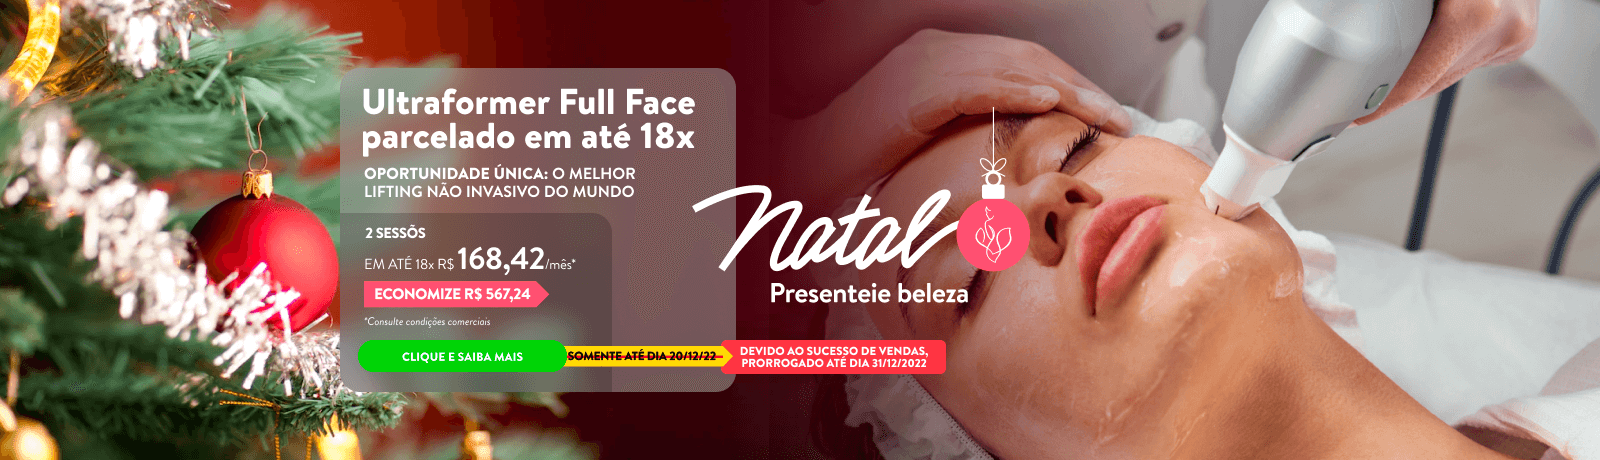 Ultraformer Full Face
parcelado em até 18x
OPORTUNIDADE ÚNICA: O MELHOR
LIFTING NÃO INVASIVO DO MUNDO
2 SESSÕS
EM ATÉ 18x R$ 168,42/mês*
ECONOMIZE R$ 567,24
*Consulte condições comerciais
CLIQUE E SAIBA MAIS
SOMENTE ATÉ DIA 20/12/22
DEVIDO AO SUCESSO DE VENDAS,
PRORROGADO ATÉ DIA 31/12/2022
Natal
Presenteie beleza